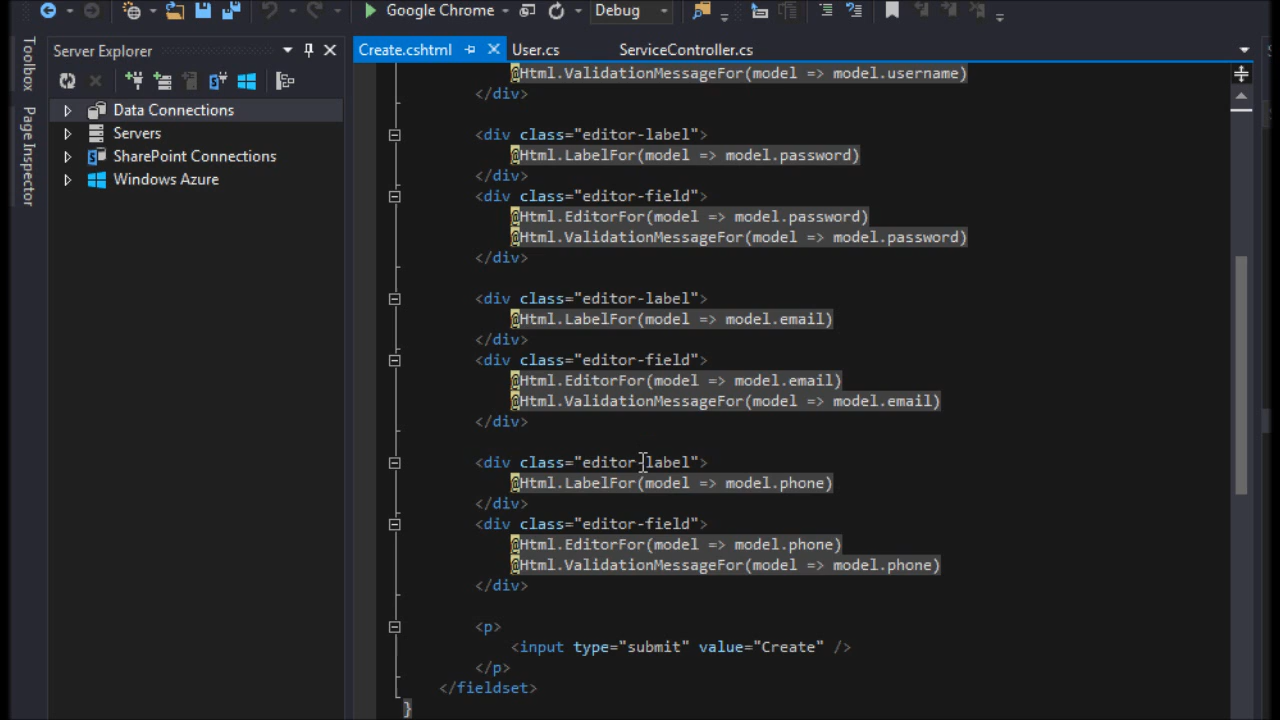 Google Chrome
Debug
Toolbox
Page Inspector
Server Explorer
Data Connections
Servers
SharePoint Connections
Windows Azure
Create.cshtml
User.cs
ServiceController.cs
@Html.ValidationMessageFor(model => model.username)
</div>
<div class="editor-label">
@Html.LabelFor(model => model.password)
</div>
<div class="editor-field">
@Html.EditorFor(model => model.password)
@Html.ValidationMessageFor(model => model.password)
</div>
<div class="editor-label">
@Html.LabelFor(model => model.email)
</div>
<div class="editor-field">
@Html.EditorFor(model => model.email)
@Html.ValidationMessageFor(model => model.email)
</div>
<div class="editor-label">
@Html.LabelFor(model => model.phone)
</div>
<div class="editor-field">
@Html.EditorFor(model => model.phone)
@Html.ValidationMessageFor(model => model.phone)
</div>
<p>
<input type="submit" value="Create" />
</p>
</fieldset>
}